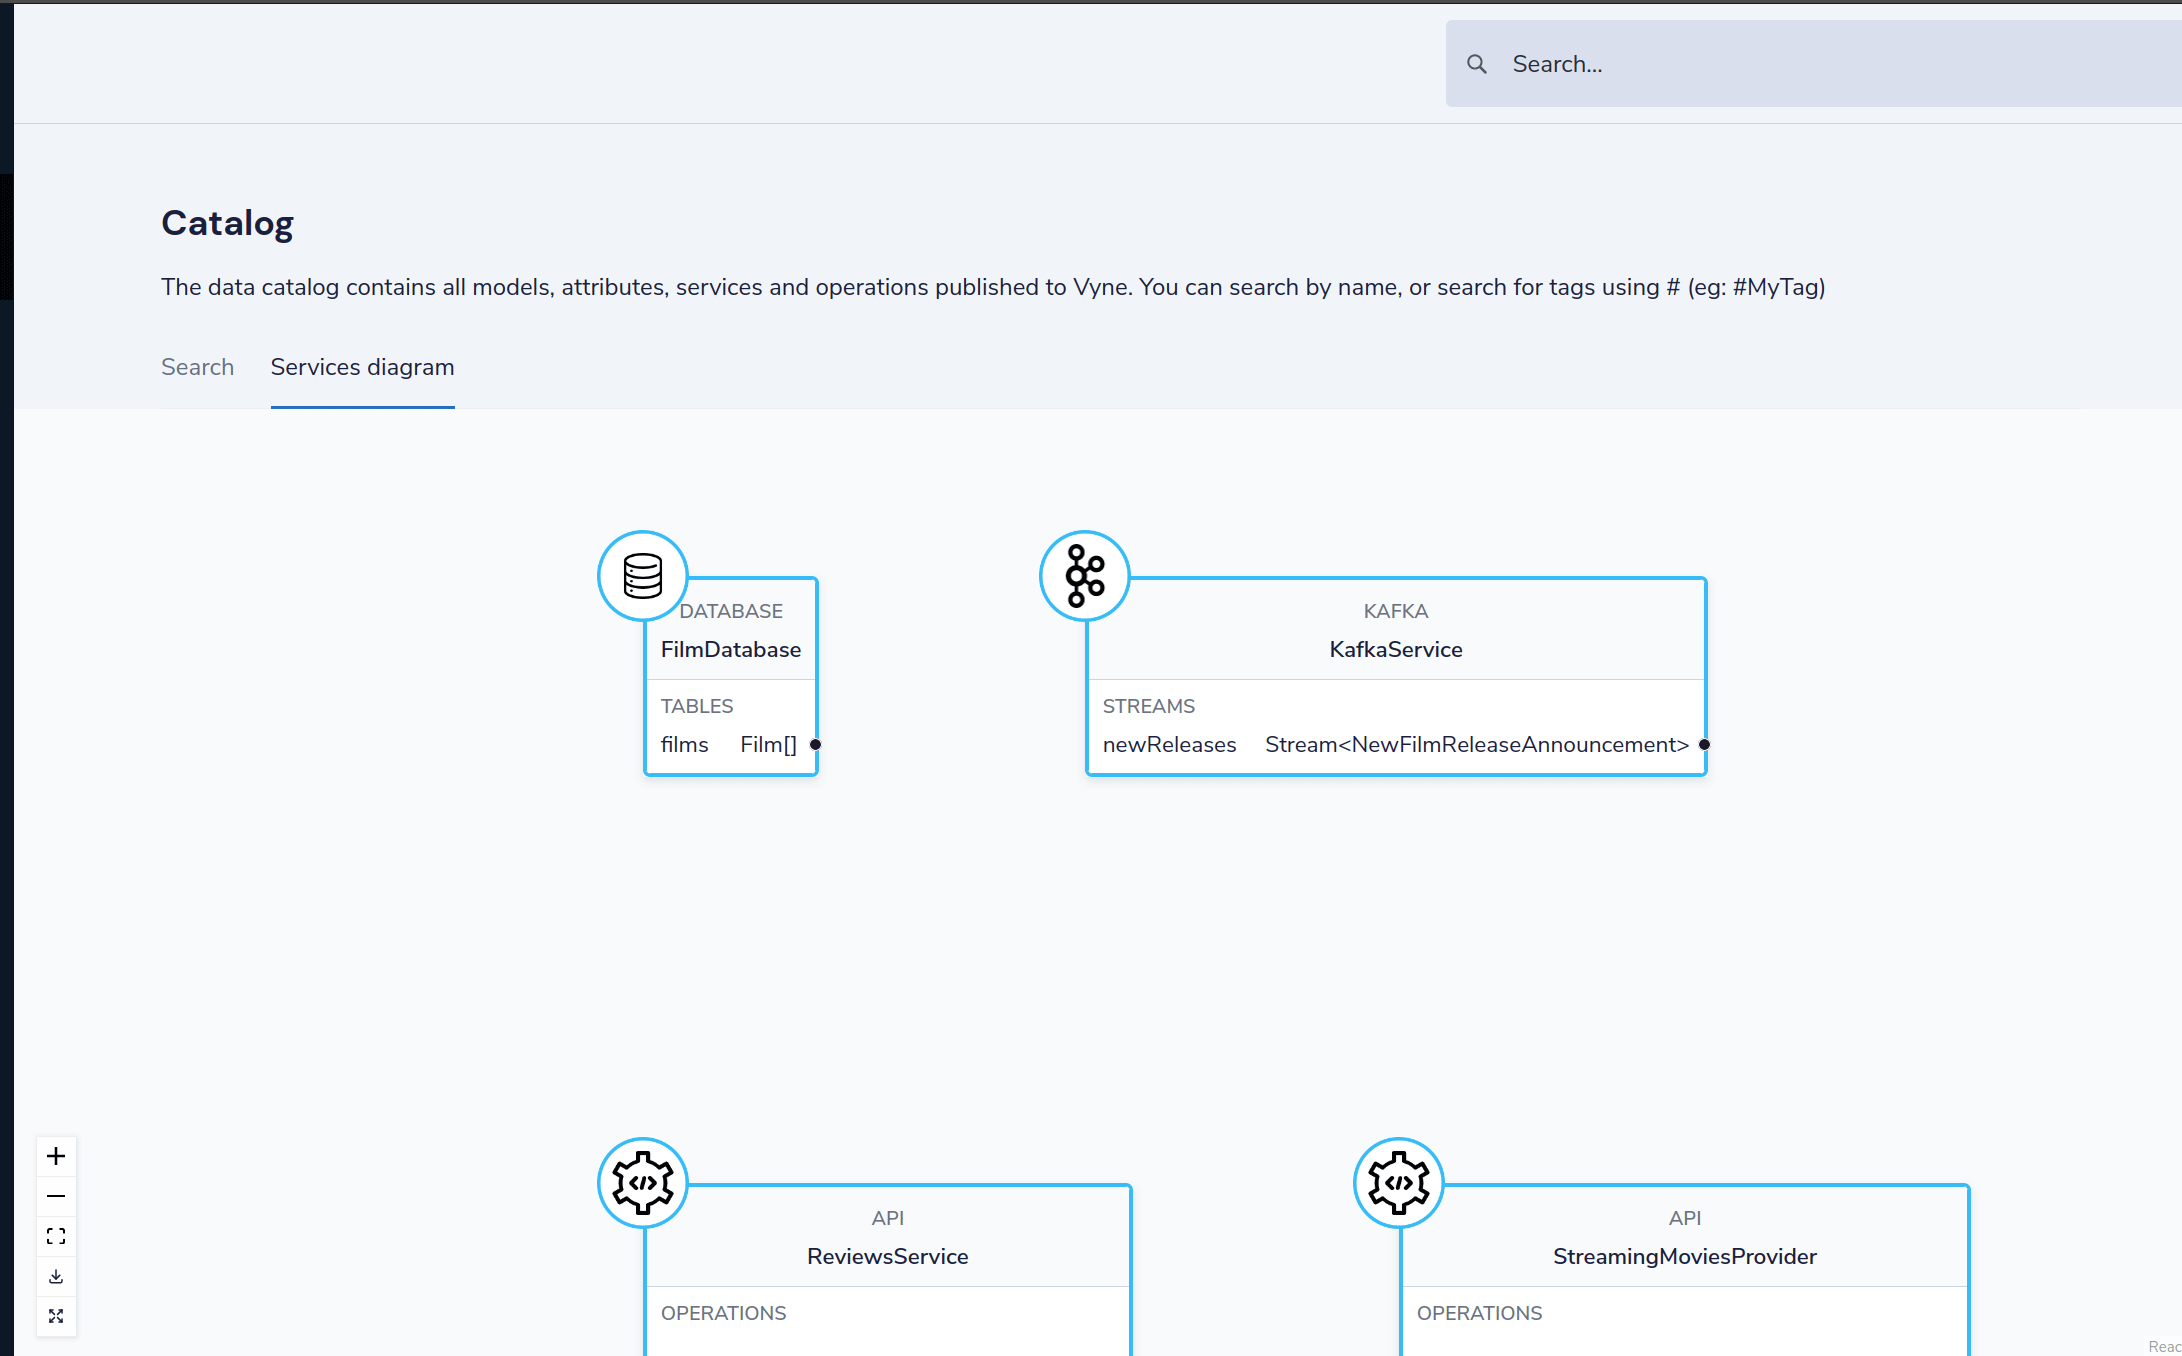 Search...
Catalog
The data catalog contains all models, attributes, services and operations published to Vyne. You can search by name, or search for tags using # (eg: #MyTag)
Search Services diagram
DATABASE
FilmDatabase
TABLES
films Film[]
KAFKA
KafkaService
STREAMS
newReleases Stream<NewFilmReleaseAnnouncement>
API
ReviewsService
OPERATIONS
API
StreamingMoviesProvider
OPERATIONS
Reac